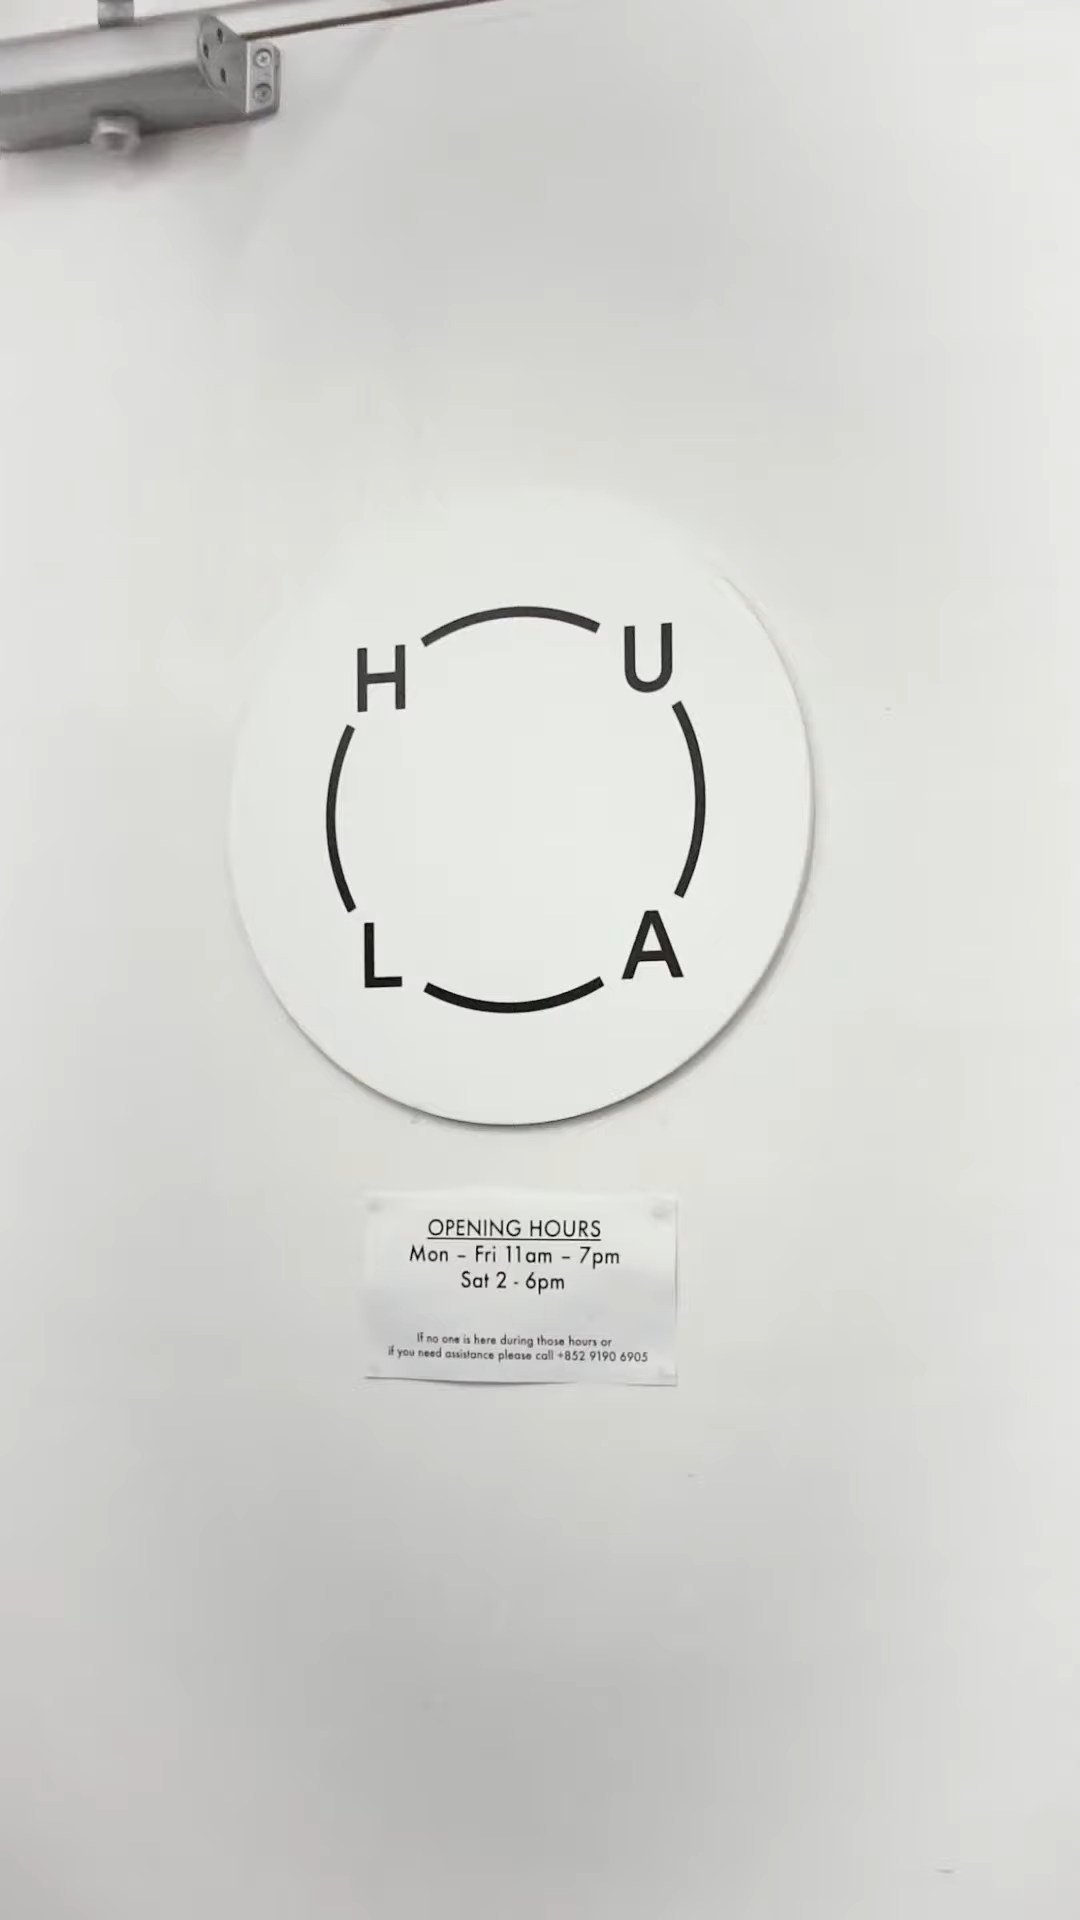 H U
L A
OPENING HOURS
Mon – Fri 11am – 7pm
Sat 2 - 6pm
If no one is here during those hours or
if you need assistance please call +852 9190 6905